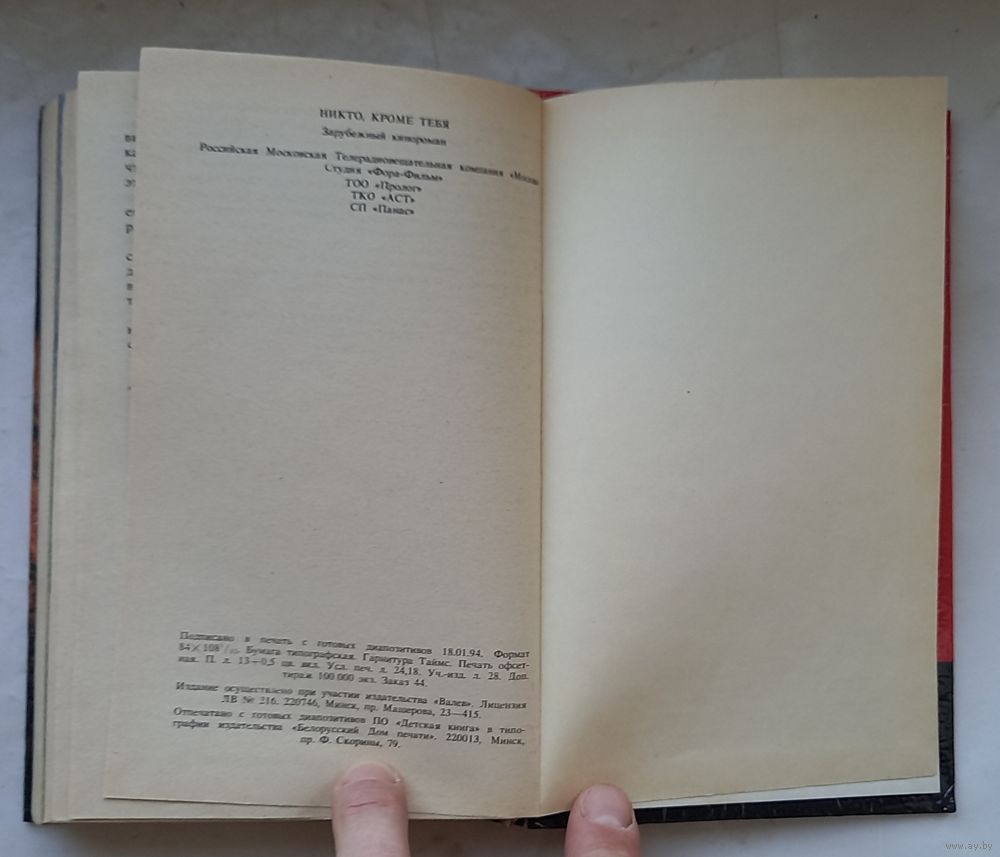 НИКТО, КРОМЕ ТЕБЯ
Зарубежный кинороман
Российская Московская Телерадиовещательная компания «Москва
Студия «Фора-Фильм»
ТОО «Пролог»
ТКО «АСТ»
СП «Панас»
Подписано в печать с готовых диапозитивов 18.01.94. Формат
84×108 Бумага типографская. Гарнитура Таймс. Печать офсет-
ная. П. л. 13+0,5 цв. вкл. Усл. печ. л. 24,18. Уч.-изд. л. 28. Доп.
тираж 100 000 экз. Заказ 44.
Издание осуществлено при участии издательства «Валев». Лицензия
ЛВ № 216. 220746, Минск, пр. Машерова, 23—415.
Отпечатано с готовых диапозитивов ПО «Детская книга» в типо-
графии издательства «Белорусский Дом печати». 220013, Минск,
пр. Ф. Скорины, 79.
www.ay.by